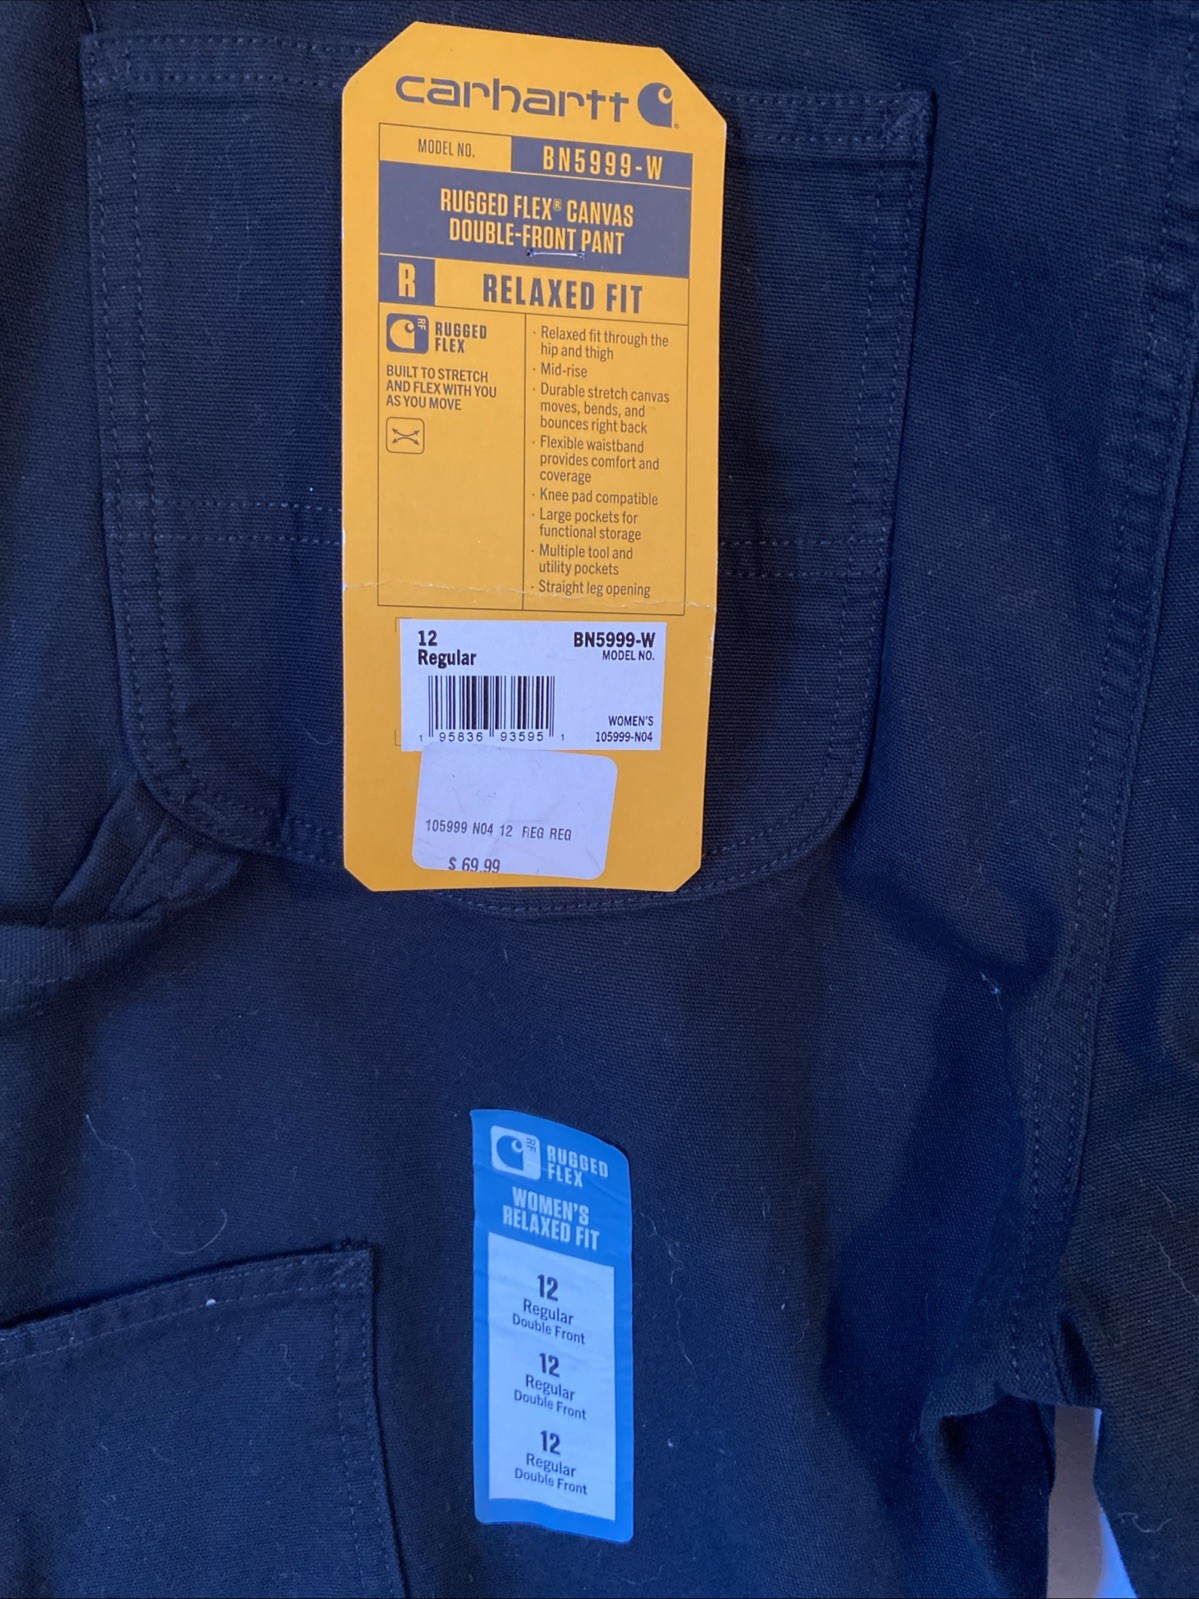 carhartt
MODEL NO. BN5999-W
RUGGED FLEX® CANVAS
DOUBLE-FRONT PANT
R RELAXED FIT
RF RUGGED
FLEX
BUILT TO STRETCH
AND FLEX WITH YOU
AS YOU MOVE
· Relaxed fit through the
hip and thigh
· Mid-rise
· Durable stretch canvas
moves, bends, and
bounces right back
· Flexible waistband
provides comfort and
coverage
· Knee pad compatible
· Large pockets for
functional storage
· Multiple tool and
utility pockets
· Straight leg opening
12 BN5999-W
Regular MODEL NO.
WOMEN'S
1 95836 93595 1 105999-N04
105999 N04 12 REG REG
$ 69.99
RF RUGGED
FLEX
WOMEN'S
RELAXED FIT
12
Regular
Double Front
12
Regular
Double Front
12
Regular
Double Front